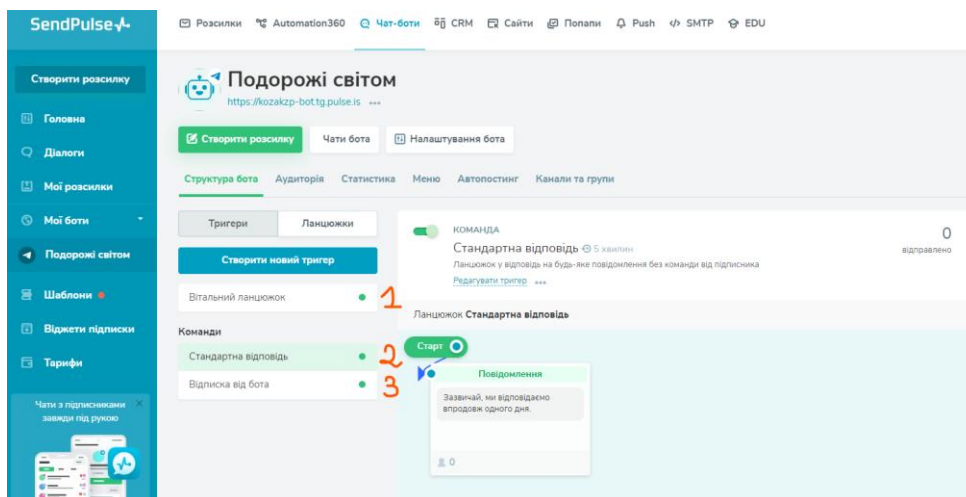 SendPulse
Розсилки Automation360 Чат-боти CRM Сайти Попапи Push SMTP EDU
Створити розсилку
Головна
Діалоги
Мої розсилки
Мої боти
Подорожі світом
Шаблони
Віджети підписки
Тарифи
Чати з підписниками
завжди під рукою
Подорожі світом
https://kozakzp-bot.tg.pulse.is
Створити розсилку Чати бота Налаштування бота
Структура бота Аудиторія Статистика Меню Автопостинг Канали та групи
Тригери Ланцюжки
Створити новий тригер
Вітальний ланцюжок 1
Команди
Стандартна відповідь 2
Відписка від бота 3
КОМАНДА
Стандартна відповідь 5 хвилин
Ланцюжок у відповідь на будь-яке повідомлення без команди від підписника
Редагувати тригер
0
відправлено
Ланцюжок Стандартна відповідь
Старт
Повідомлення
Зазвичай, ми відповідаємо
впродовж одного дня.
0